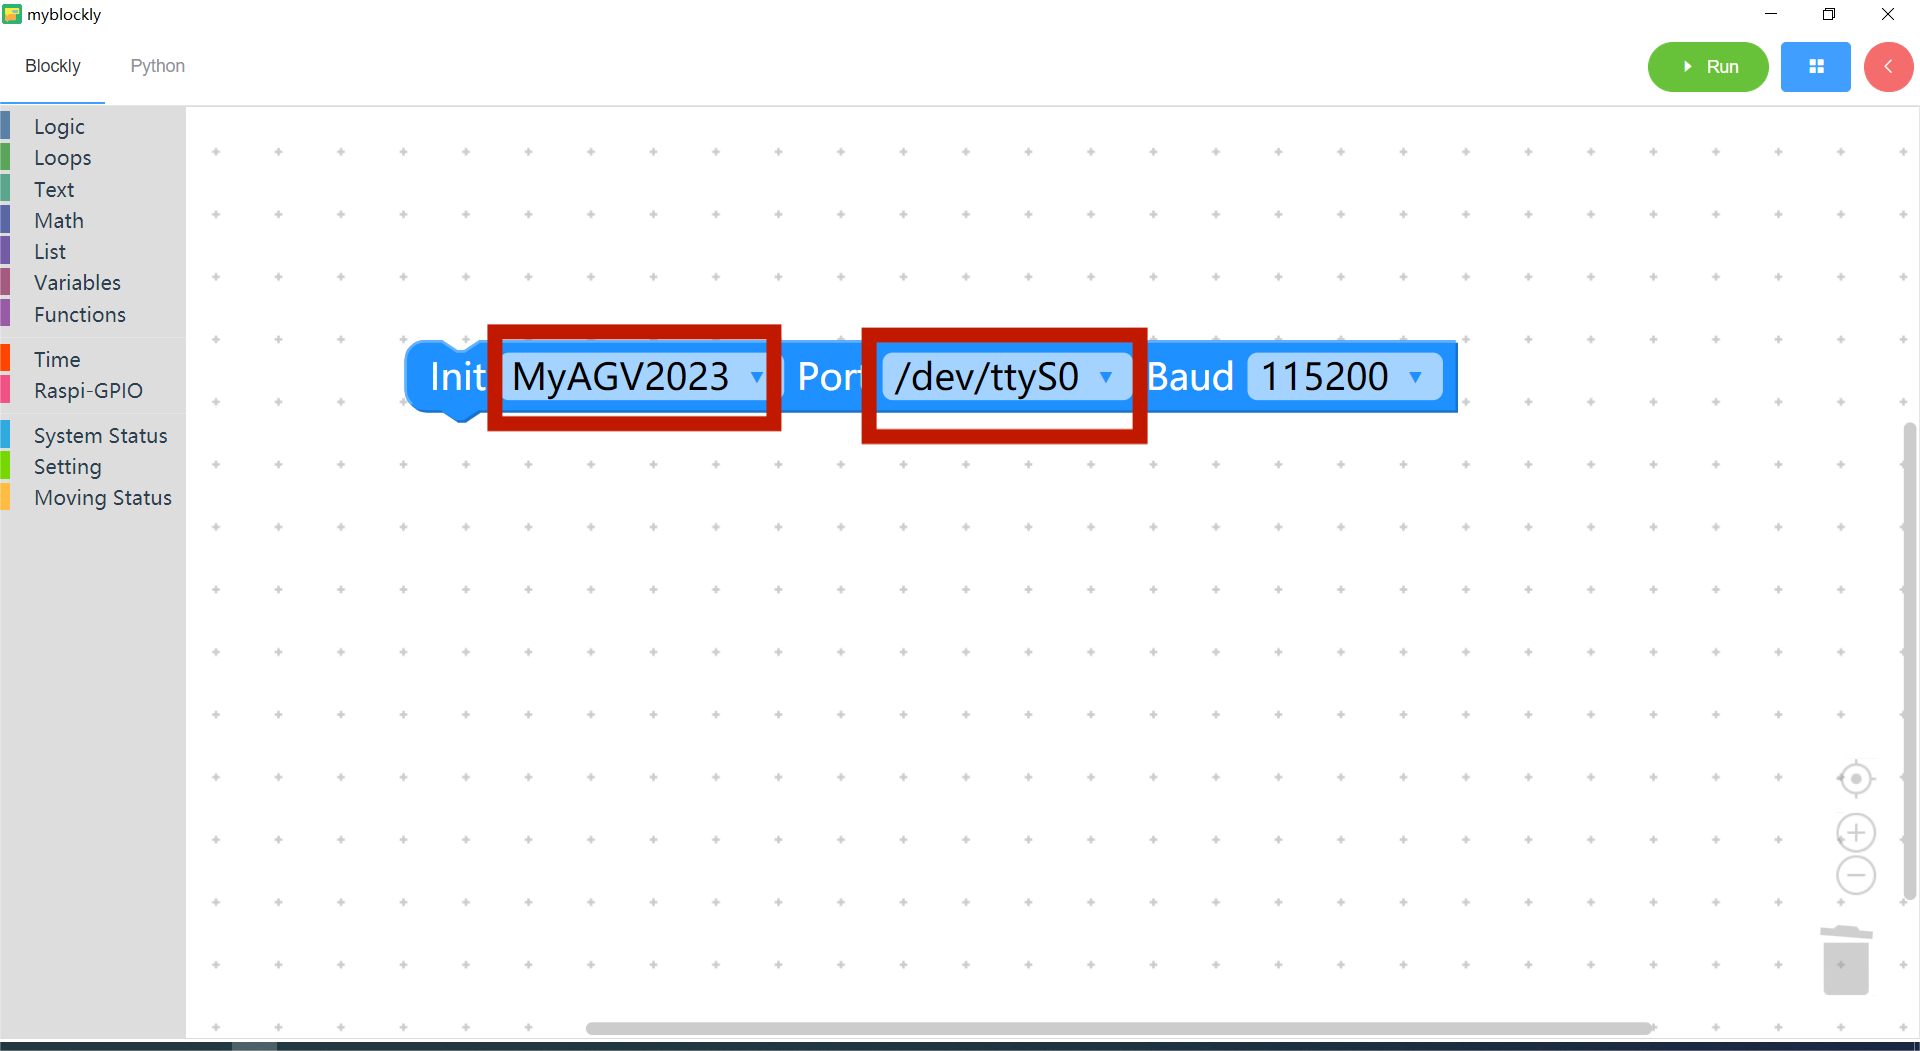 myblockly
Blockly Python Run
Logic
Loops
Text
Math
List
Variables
Functions
Time
Raspi-GPIO
System Status
Setting
Moving Status
Init MyAGV2023 Port /dev/ttyS0 Baud 115200